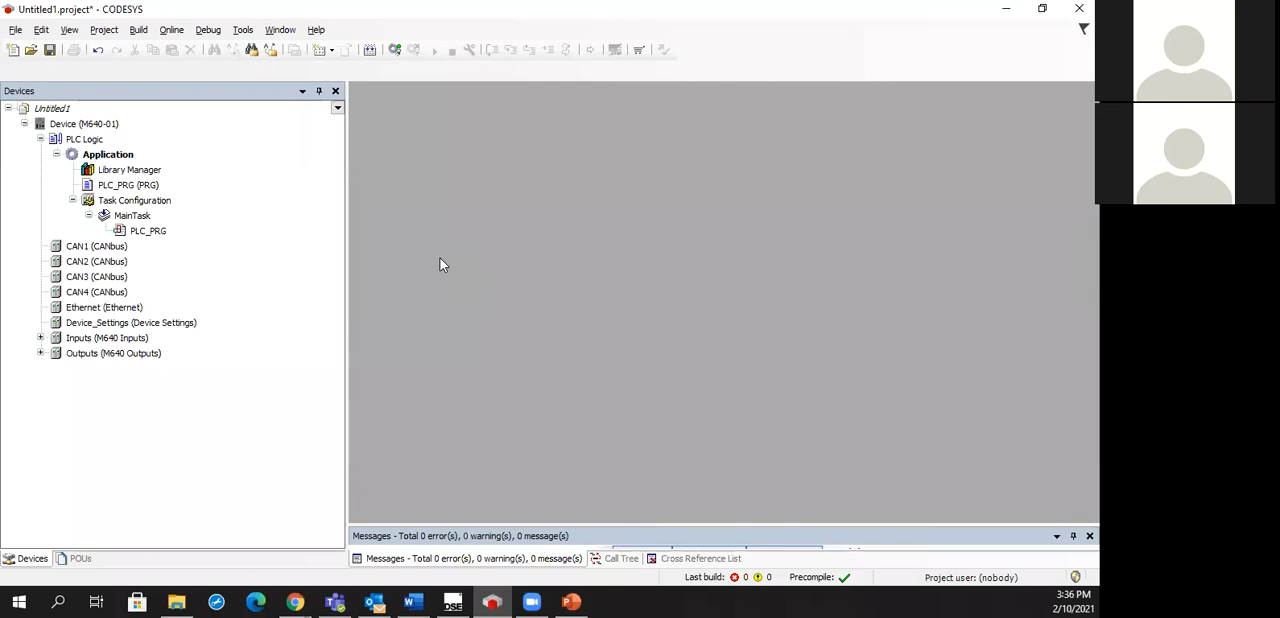 Untitled1.project* - CODESYS
File Edit View Project Build Online Debug Tools Window Help
Devices
Untitled1
Device (M640-01)
PLC Logic
Application
Library Manager
PLC_PRG (PRG)
Task Configuration
MainTask
PLC_PRG
CAN1 (CANbus)
CAN2 (CANbus)
CAN3 (CANbus)
CAN4 (CANbus)
Ethernet (Ethernet)
Device_Settings (Device Settings)
Inputs (M640 Inputs)
Outputs (M640 Outputs)
Messages - Total 0 error(s), 0 warning(s), 0 message(s)
Devices POUs Messages - Total 0 error(s), 0 warning(s), 0 message(s) Call Tree Cross Reference List
Last build: 0 0 Precompile: Project user: (nobody)
DSE
3:36 PM
2/10/2021